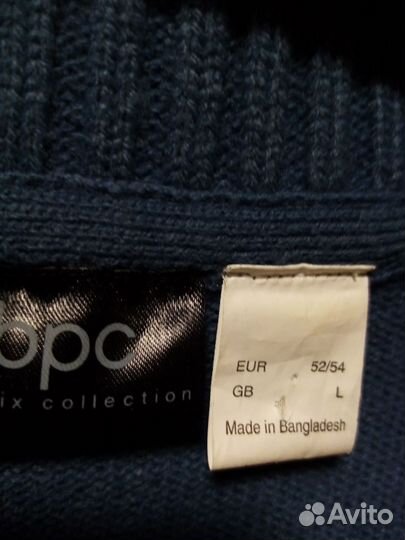 bpc
ix collection
EUR 52/54
GB L
Made in Bangladesh
Avito